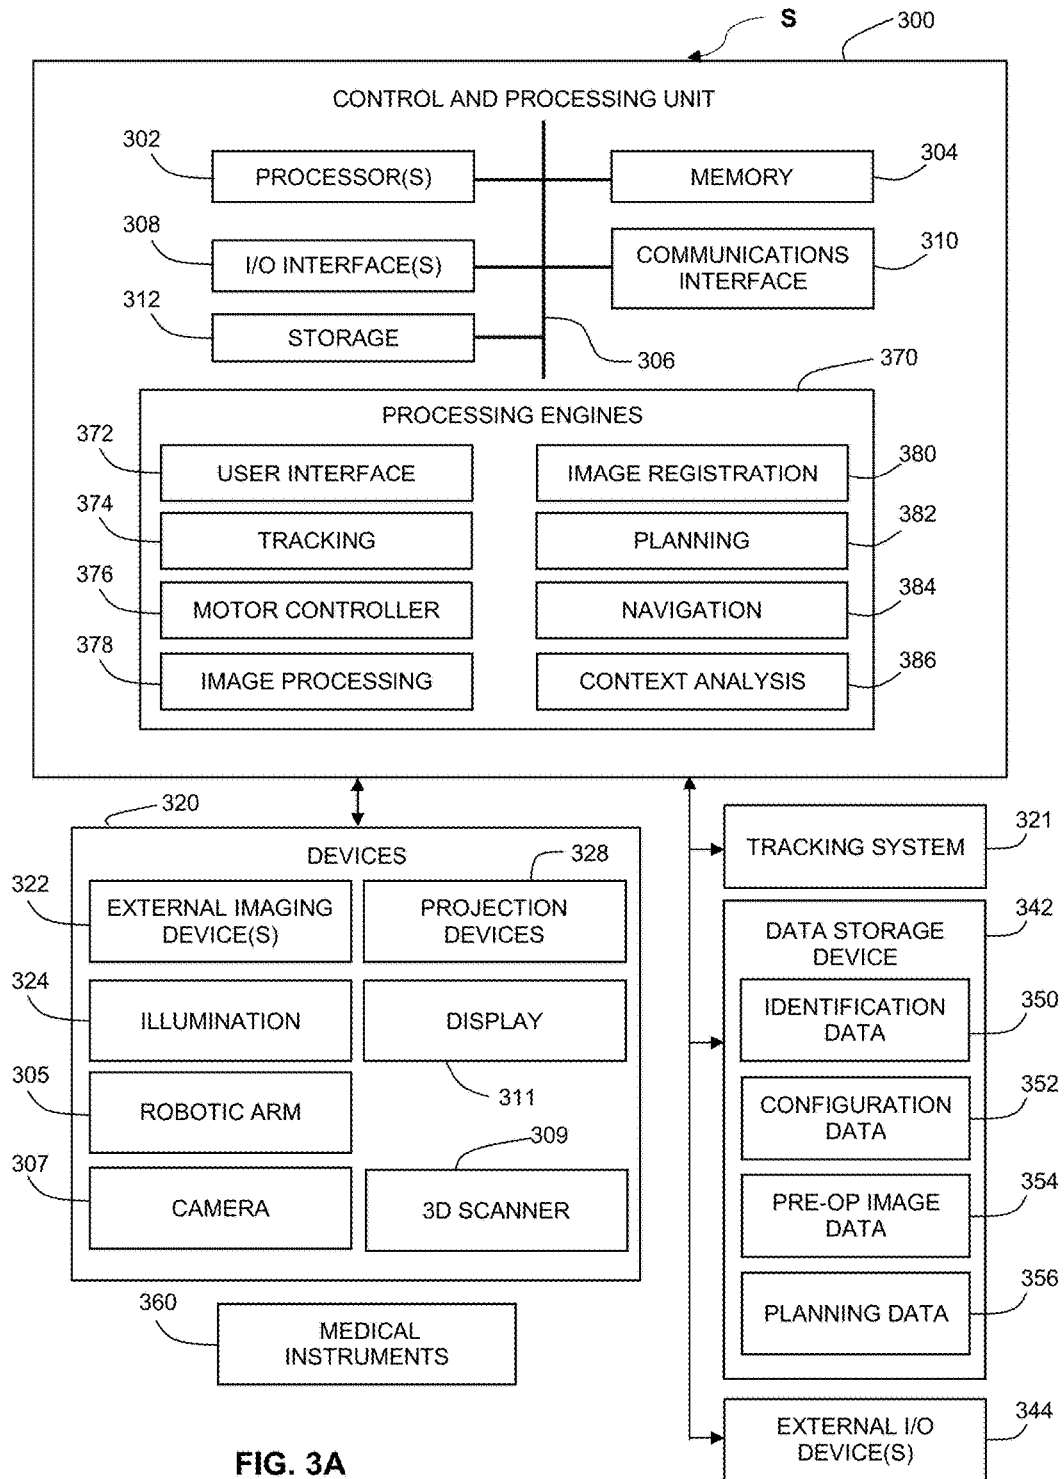 S
300
CONTROL AND PROCESSING UNIT
302
PROCESSOR(S)
MEMORY
304
308
I/O INTERFACE(S)
COMMUNICATIONS
INTERFACE
310
312
STORAGE
306
370
PROCESSING ENGINES
372
USER INTERFACE
IMAGE REGISTRATION
380
374
TRACKING
PLANNING
382
376
MOTOR CONTROLLER
NAVIGATION
384
378
IMAGE PROCESSING
CONTEXT ANALYSIS
386
320
DEVICES
328
322
EXTERNAL IMAGING
DEVICE(S)
PROJECTION
DEVICES
324
ILLUMINATION
DISPLAY
311
305
ROBOTIC ARM
309
307
CAMERA
3D SCANNER
360
MEDICAL
INSTRUMENTS
TRACKING SYSTEM
321
342
DATA STORAGE
DEVICE
IDENTIFICATION
DATA
350
CONFIGURATION
DATA
352
PRE-OP IMAGE
DATA
354
PLANNING DATA
356
EXTERNAL I/O
DEVICE(S)
344
FIG. 3A